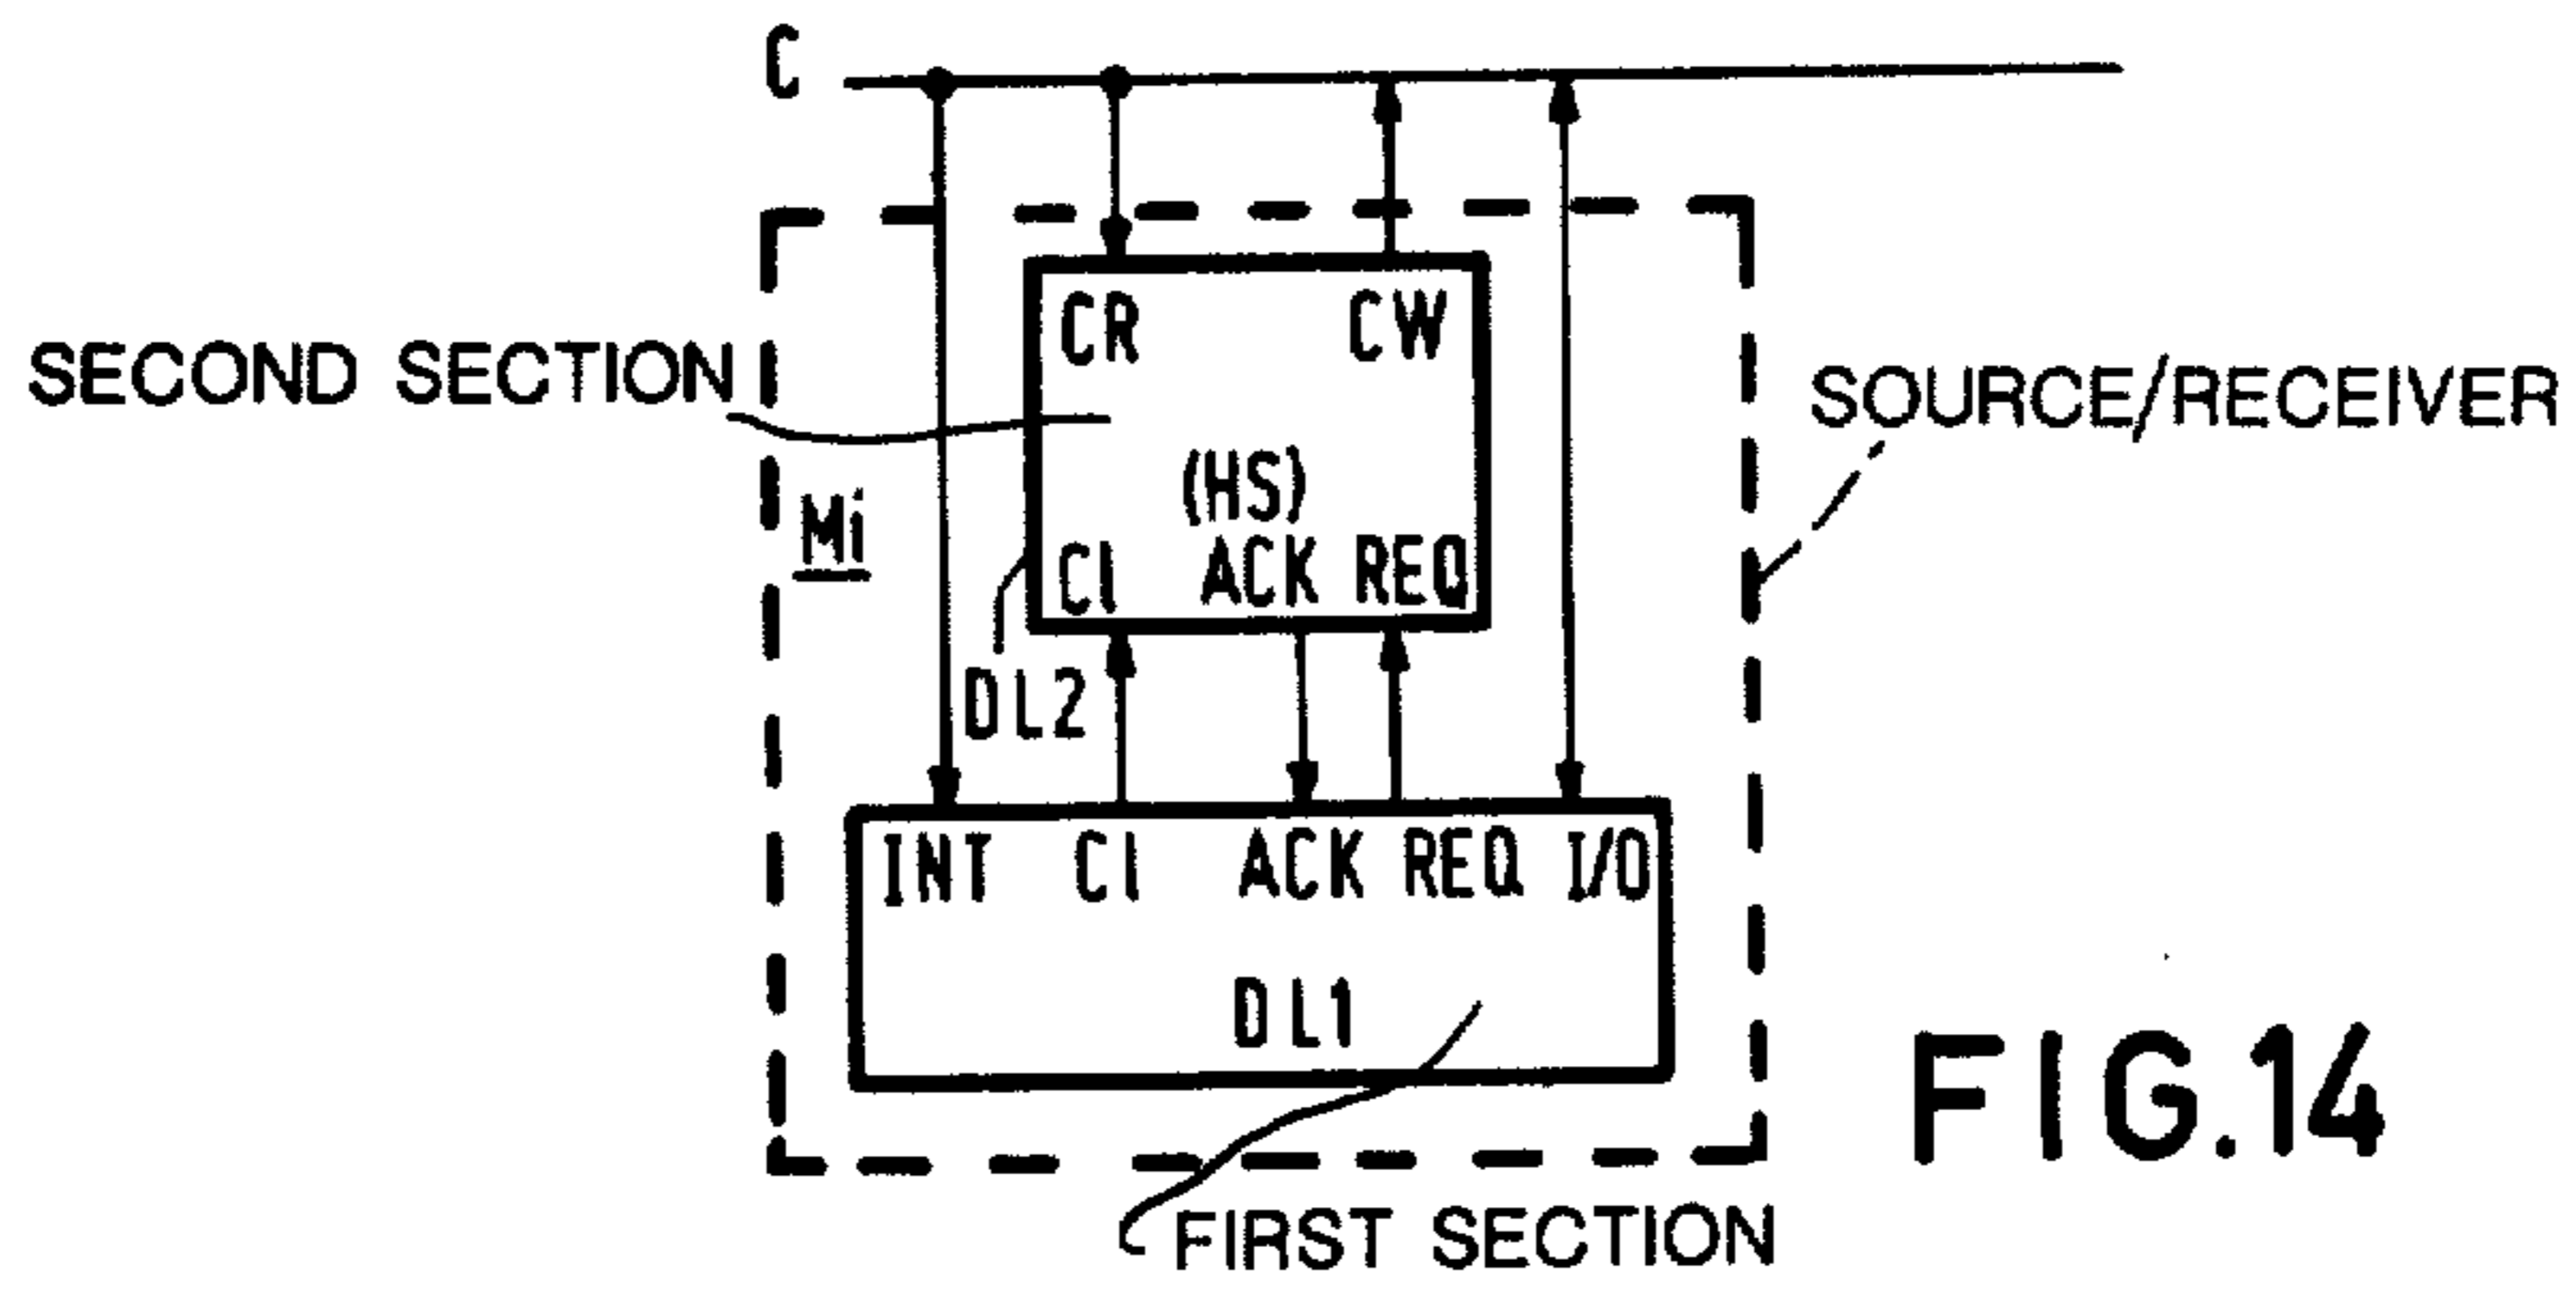 C
CR CW
SECOND SECTION
SOURCE/RECEIVER
(HS)
Mi
CI ACK REQ
DL2
INT CI ACK REQ I/O
DL1
FIG.14
FIRST SECTION